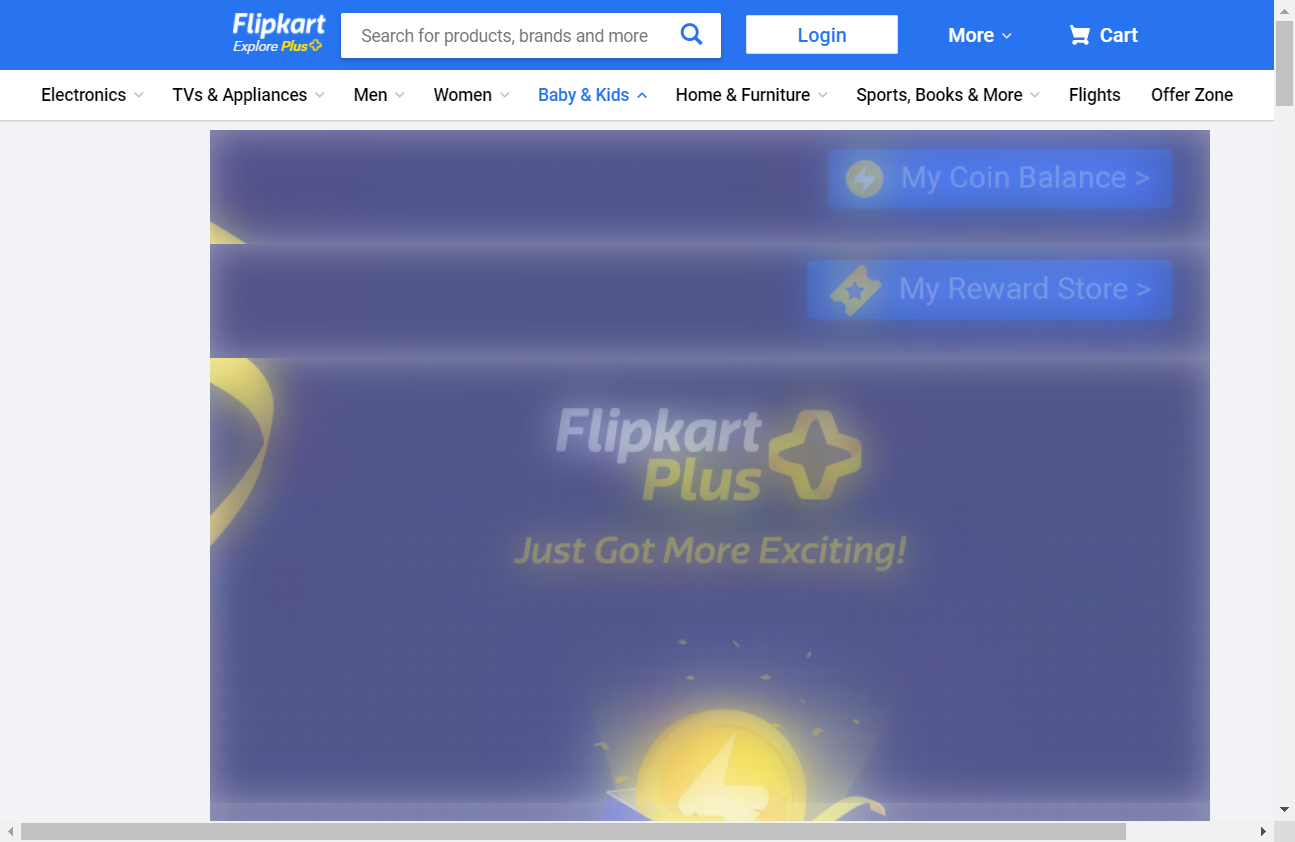 Flipkart
Explore Plus
Search for products, brands and more
Login
More
Cart
Electronics
TVs & Appliances
Men
Women
Baby & Kids
Home & Furniture
Sports, Books & More
Flights
Offer Zone
My Coin Balance >
My Reward Store >
Flipkart
Plus
Just Got More Exciting!